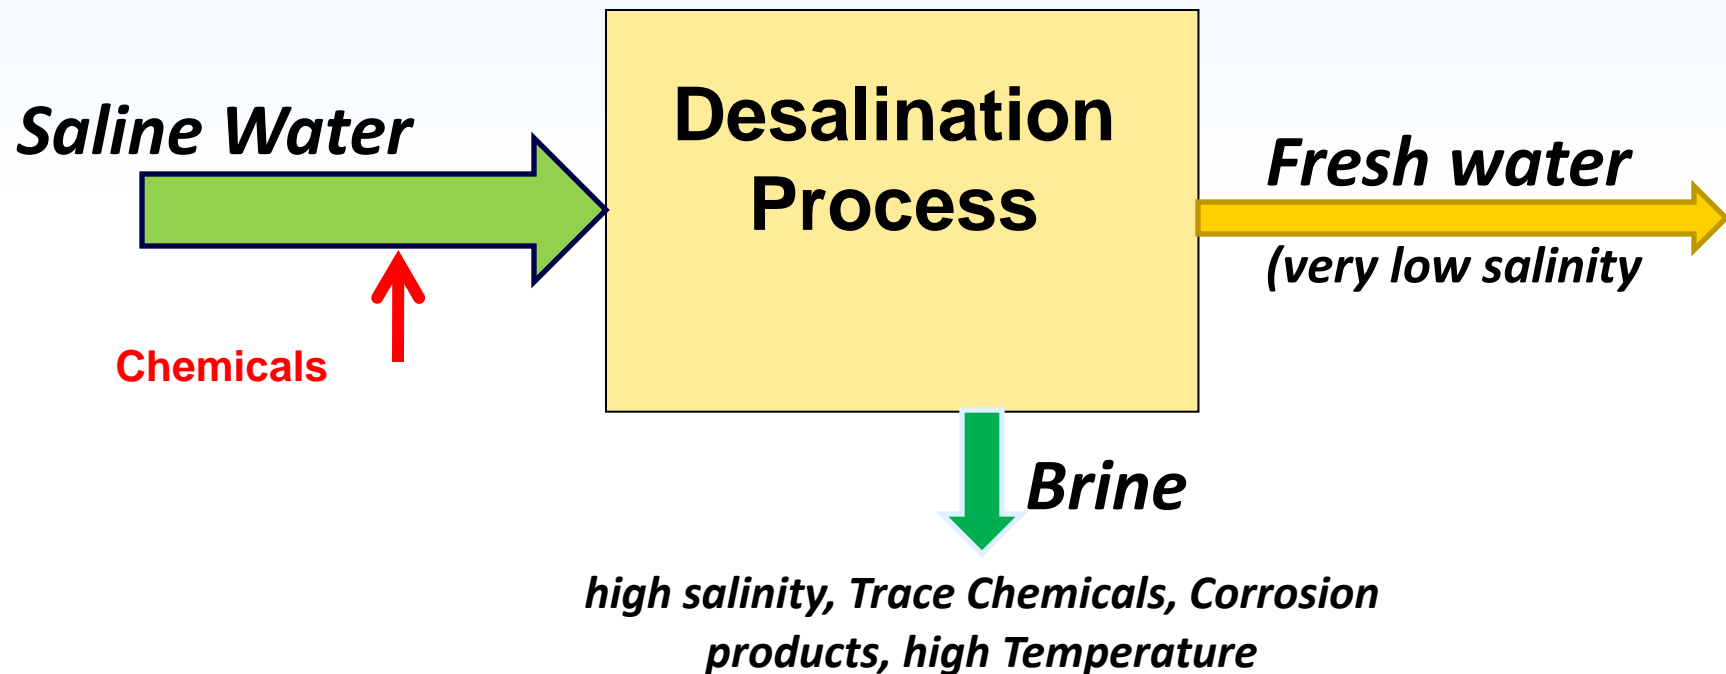 Saline Water
Chemicals
Desalination
Process
Fresh water
(very low salinity
Brine
high salinity, Trace Chemicals, Corrosion
products, high Temperature